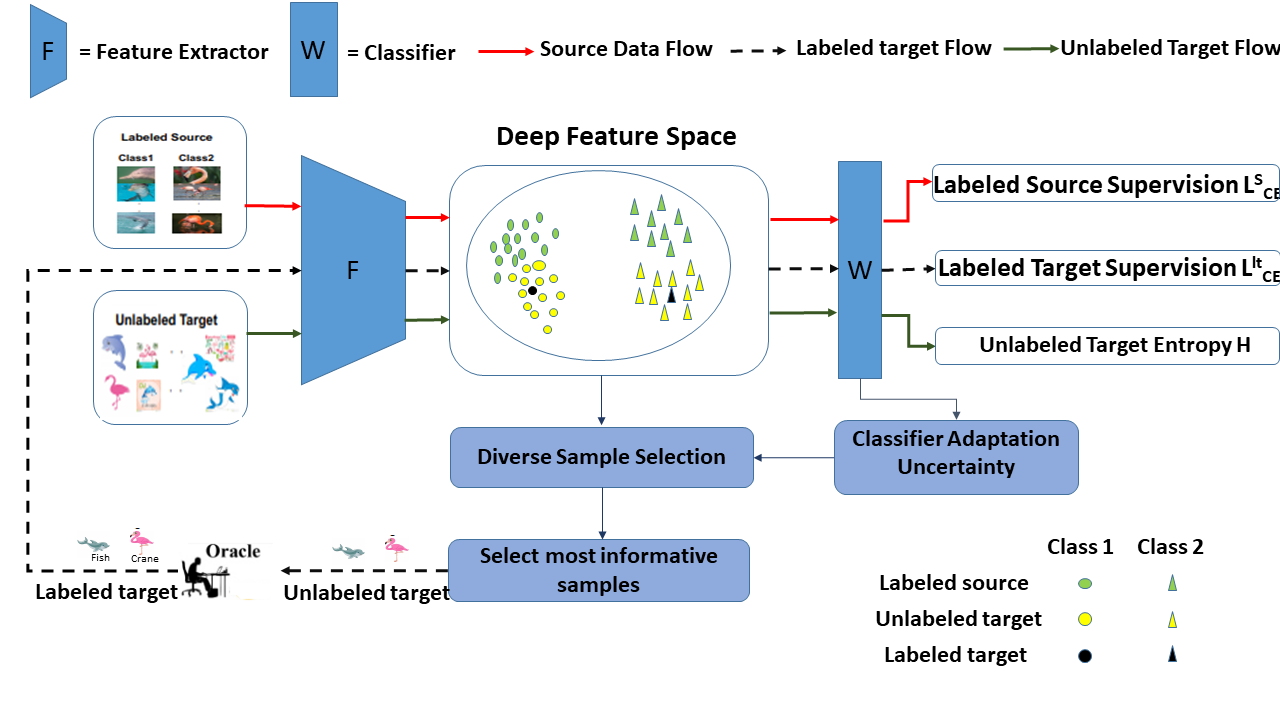 F
= Feature Extractor
W
= Classifier
Source Data Flow
Labeled target Flow
Unlabeled Target Flow
Labeled Source
Class1
Class2
Deep Feature Space
F
W
Labeled Source Supervision L^S_CE
Labeled Target Supervision L^lt_CE
Unlabeled Target Entropy H
Unlabeled Target
Diverse Sample Selection
Classifier Adaptation
Uncertainty
Select most informative
samples
Fish
Crane
Oracle
Labeled target
Unlabeled target
Class 1
Class 2
Labeled source
Unlabeled target
Labeled target